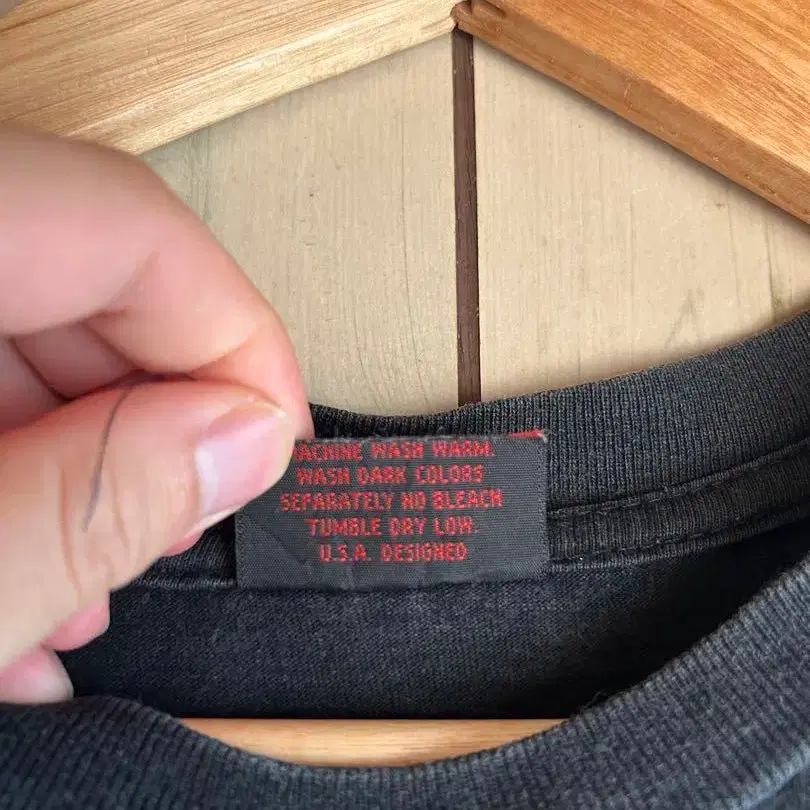 MACHINE WASH WARM.
WASH DARK COLORS
SEPARATELY NO BLEACH
TUMBLE DRY LOW.
U.S.A. DESIGNED